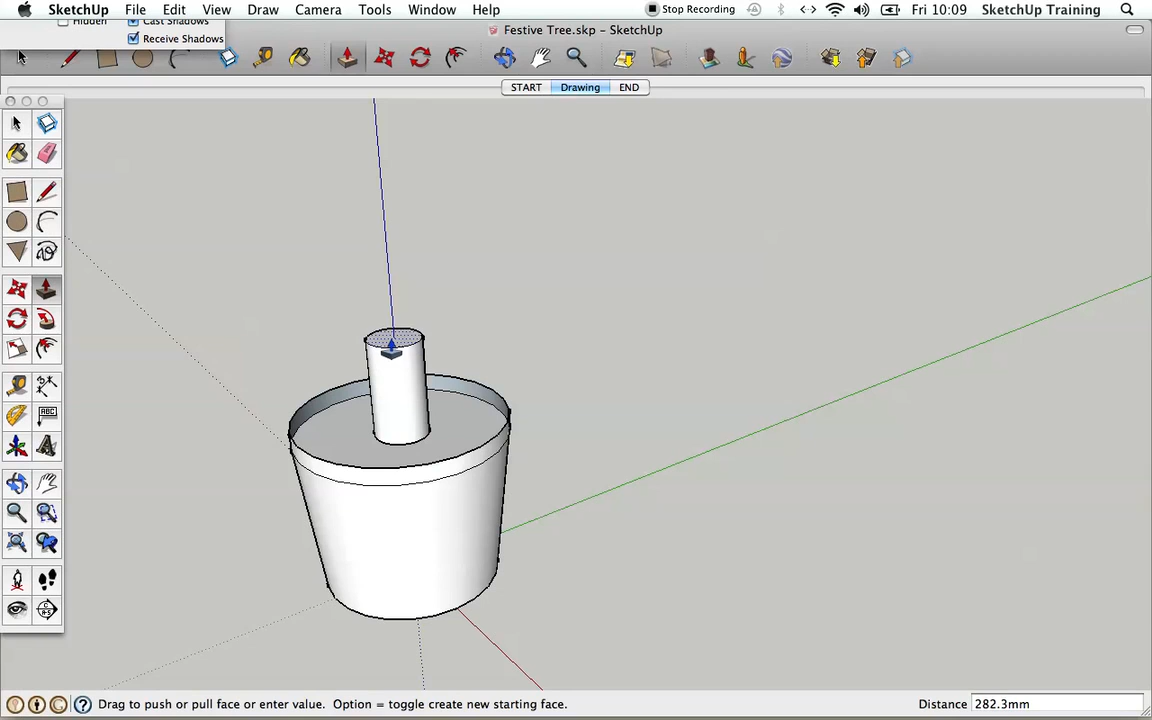 SketchUp File Edit View Draw Camera Tools Window Help Stop Recording Fri 10:09 SketchUp Training
Hidden Cast Shadows
Receive Shadows
Festive Tree.skp - SketchUp
START Drawing END
ABC
A
Drag to push or pull face or enter value. Option = toggle create new starting face. Distance 282.3mm